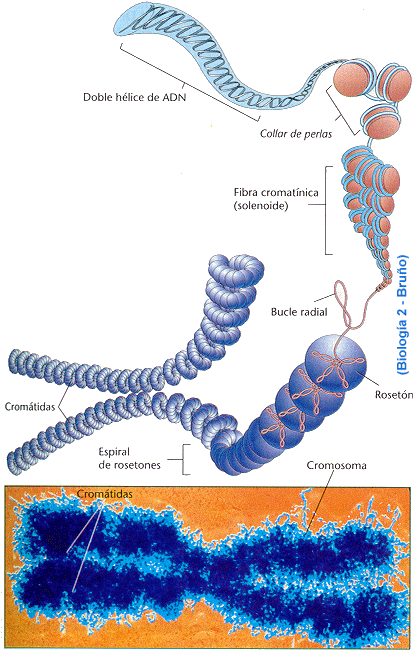 Doble hélice de ADN
Collar de perlas
Fibra cromatínica
(solenoide)
(Biología 2 - Bruño)
Bucle radial
Rosetón
Cromátidas
Espiral
de rosetones
Cromosoma
Cromátidas